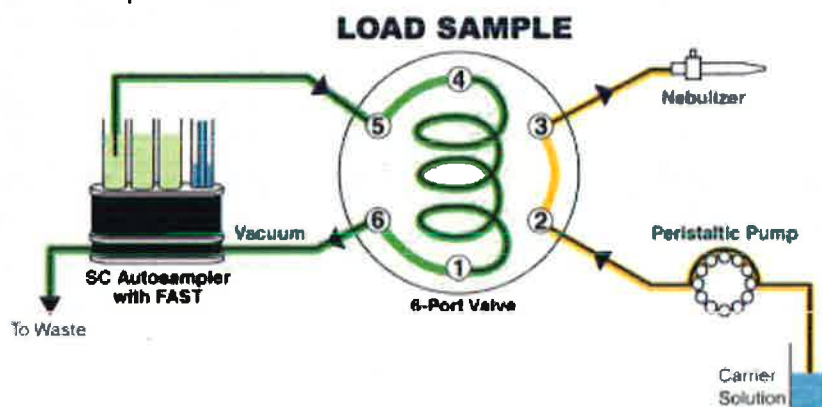 LOAD SAMPLE
4
5
3
6
2
1
Nebulizer
Vacuum
Peristaltic Pump
SC Autosampler
with FAST
6-Port Valve
To Waste
Carrier
Solution